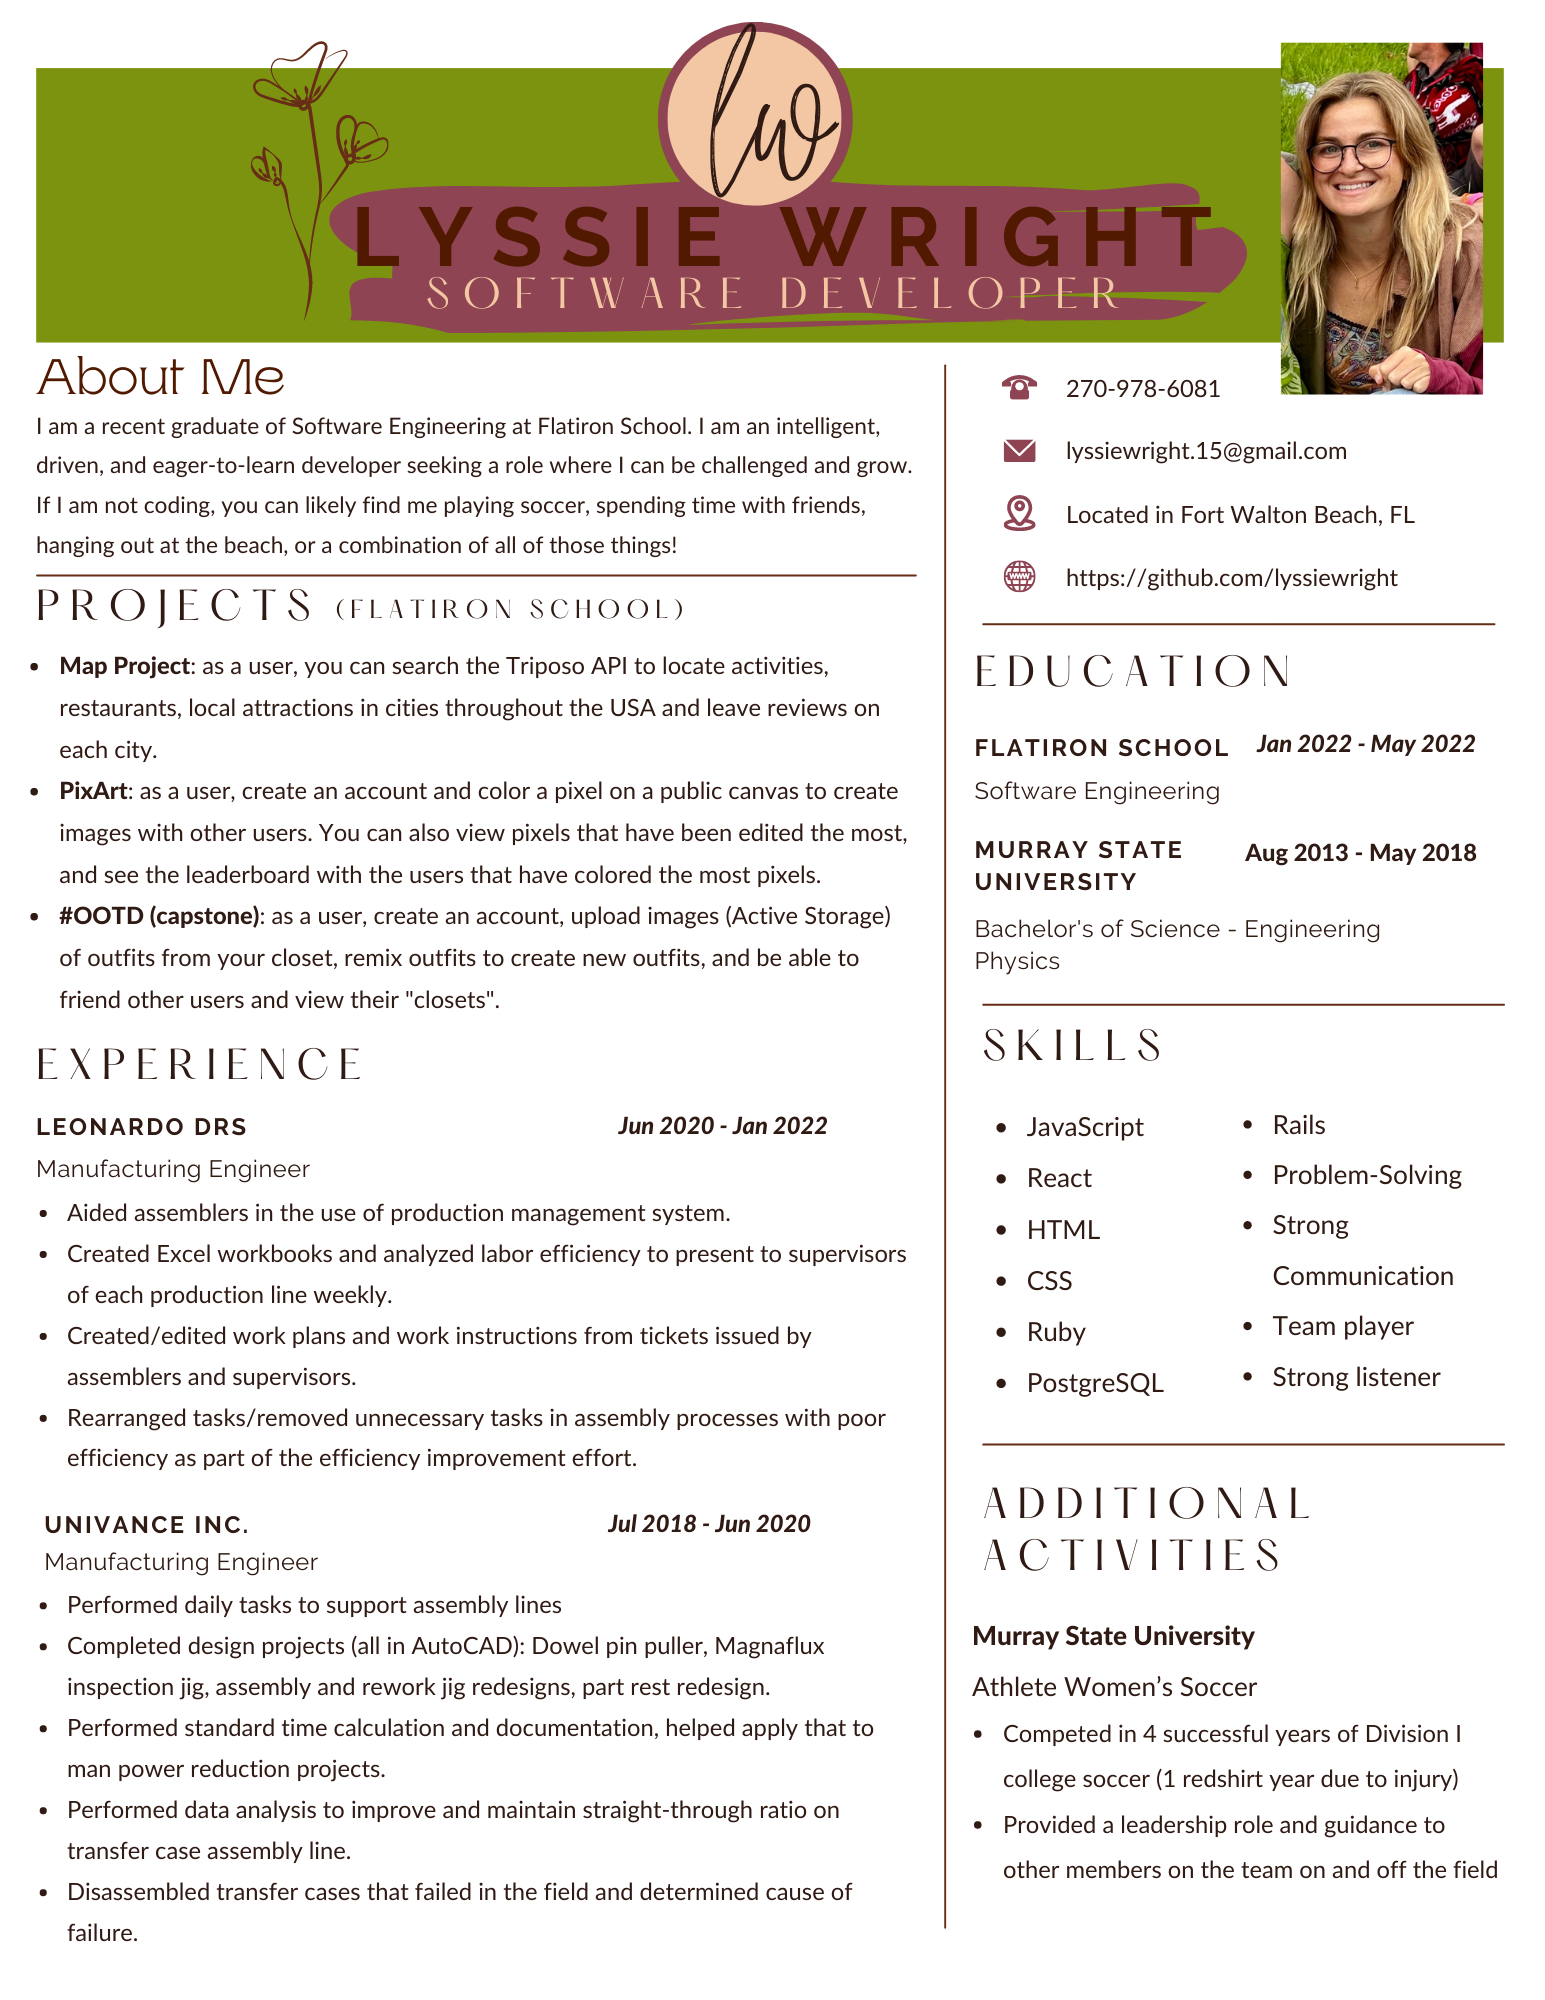 lw
LYSSIE WRIGHT
SOFTWARE DEVELOPER
About Me
I am a recent graduate of Software Engineering at Flatiron School. I am an intelligent,
driven, and eager-to-learn developer seeking a role where I can be challenged and grow.
If I am not coding, you can likely find me playing soccer, spending time with friends,
hanging out at the beach, or a combination of all of those things!
PROJECTS (FLATIRON SCHOOL)
• Map Project: as a user, you can search the Triposo API to locate activities,
restaurants, local attractions in cities throughout the USA and leave reviews on
each city.
• PixArt: as a user, create an account and color a pixel on a public canvas to create
images with other users. You can also view pixels that have been edited the most,
and see the leaderboard with the users that have colored the most pixels.
• #OOTD (capstone): as a user, create an account, upload images (Active Storage)
of outfits from your closet, remix outfits to create new outfits, and be able to
friend other users and view their "closets".
EXPERIENCE
LEONARDO DRS Jun 2020 - Jan 2022
Manufacturing Engineer
• Aided assemblers in the use of production management system.
• Created Excel workbooks and analyzed labor efficiency to present to supervisors
of each production line weekly.
• Created/edited work plans and work instructions from tickets issued by
assemblers and supervisors.
• Rearranged tasks/removed unnecessary tasks in assembly processes with poor
efficiency as part of the efficiency improvement effort.
UNIVANCE INC. Jul 2018 - Jun 2020
Manufacturing Engineer
• Performed daily tasks to support assembly lines
• Completed design projects (all in AutoCAD): Dowel pin puller, Magnaflux
inspection jig, assembly and rework jig redesigns, part rest redesign.
• Performed standard time calculation and documentation, helped apply that to
man power reduction projects.
• Performed data analysis to improve and maintain straight-through ratio on
transfer case assembly line.
• Disassembled transfer cases that failed in the field and determined cause of
failure.
270-978-6081
lyssiewright.15@gmail.com
Located in Fort Walton Beach, FL
https://github.com/lyssiewright
EDUCATION
FLATIRON SCHOOL Jan 2022 - May 2022
Software Engineering
MURRAY STATE Aug 2013 - May 2018
UNIVERSITY
Bachelor's of Science - Engineering
Physics
SKILLS
• JavaScript
• React
• HTML
• CSS
• Ruby
• PostgreSQL
• Rails
• Problem-Solving
• Strong
Communication
• Team player
• Strong listener
ADDITIONAL
ACTIVITIES
Murray State University
Athlete Women’s Soccer
• Competed in 4 successful years of Division I
college soccer (1 redshirt year due to injury)
• Provided a leadership role and guidance to
other members on the team on and off the field